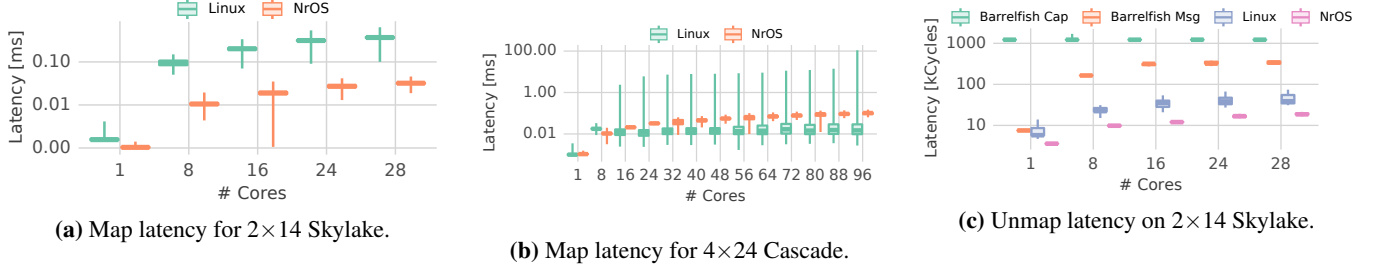 Linux NrOS
Latency [ms]
0.10
0.01
0.00
1 8 16 24 28
# Cores
(a) Map latency for 2×14 Skylake.
Linux NrOS
Latency [ms]
100.00
1.00
0.01
1 8 16 24 32 40 48 56 64 72 80 88 96
# Cores
(b) Map latency for 4×24 Cascade.
Barrelfish Cap Barrelfish Msg Linux NrOS
Latency [kCycles]
1000
100
10
1 8 16 24 28
# Cores
(c) Unmap latency on 2×14 Skylake.